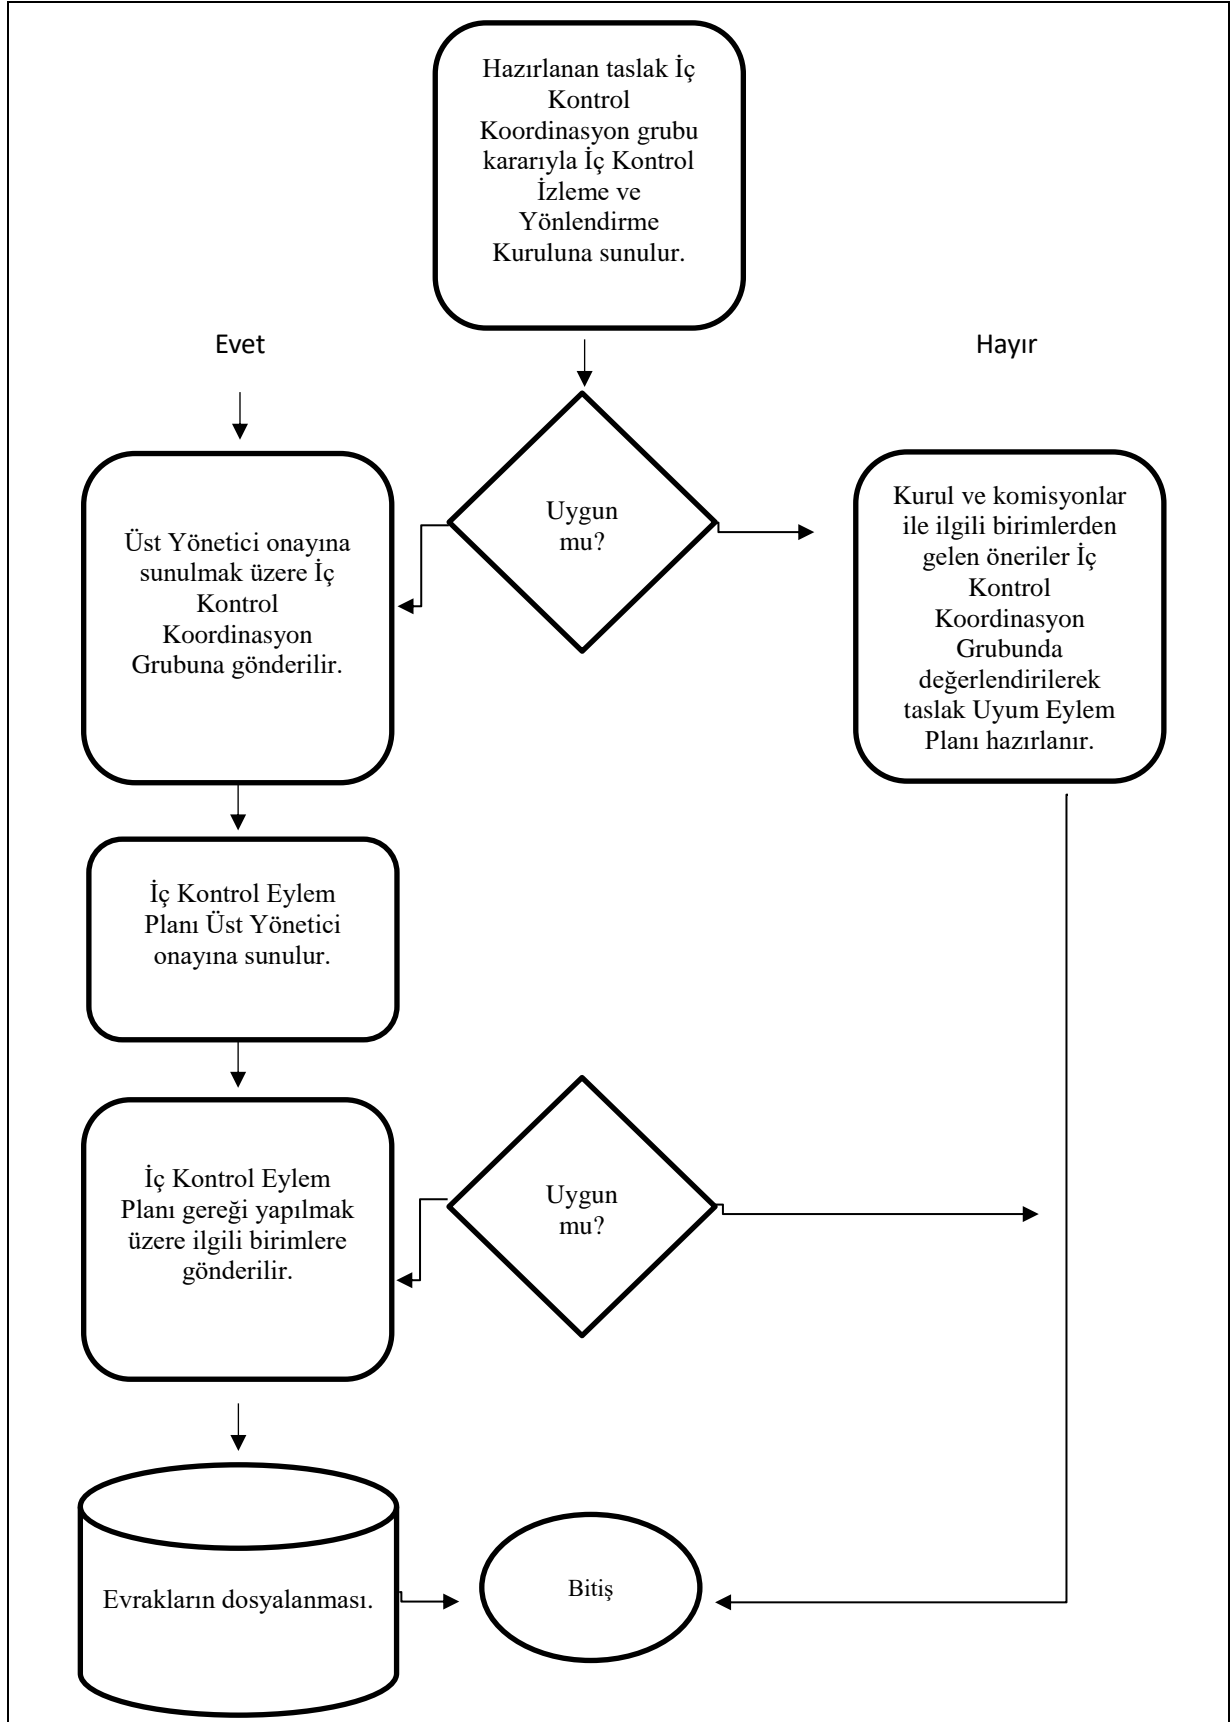 Hazırlanan taslak İç
Kontrol
Koordinasyon grubu
kararıyla İç Kontrol
İzleme ve
Yönlendirme
Kuruluna sunulur.
Evet
Hayır
Uygun
mu?
Üst Yönetici onayına
sunulmak üzere İç
Kontrol
Koordinasyon
Grubuna gönderilir.
Kurul ve komisyonlar
ile ilgili birimlerden
gelen öneriler İç
Kontrol
Koordinasyon
Grubunda
değerlendirilerek
taslak Uyum Eylem
Planı hazırlanır.
İç Kontrol Eylem
Planı Üst Yönetici
onayına sunulur.
İç Kontrol Eylem
Planı gereği yapılmak
üzere ilgili birimlere
gönderilir.
Uygun
mu?
Evrakların dosyalanması.
Bitiş